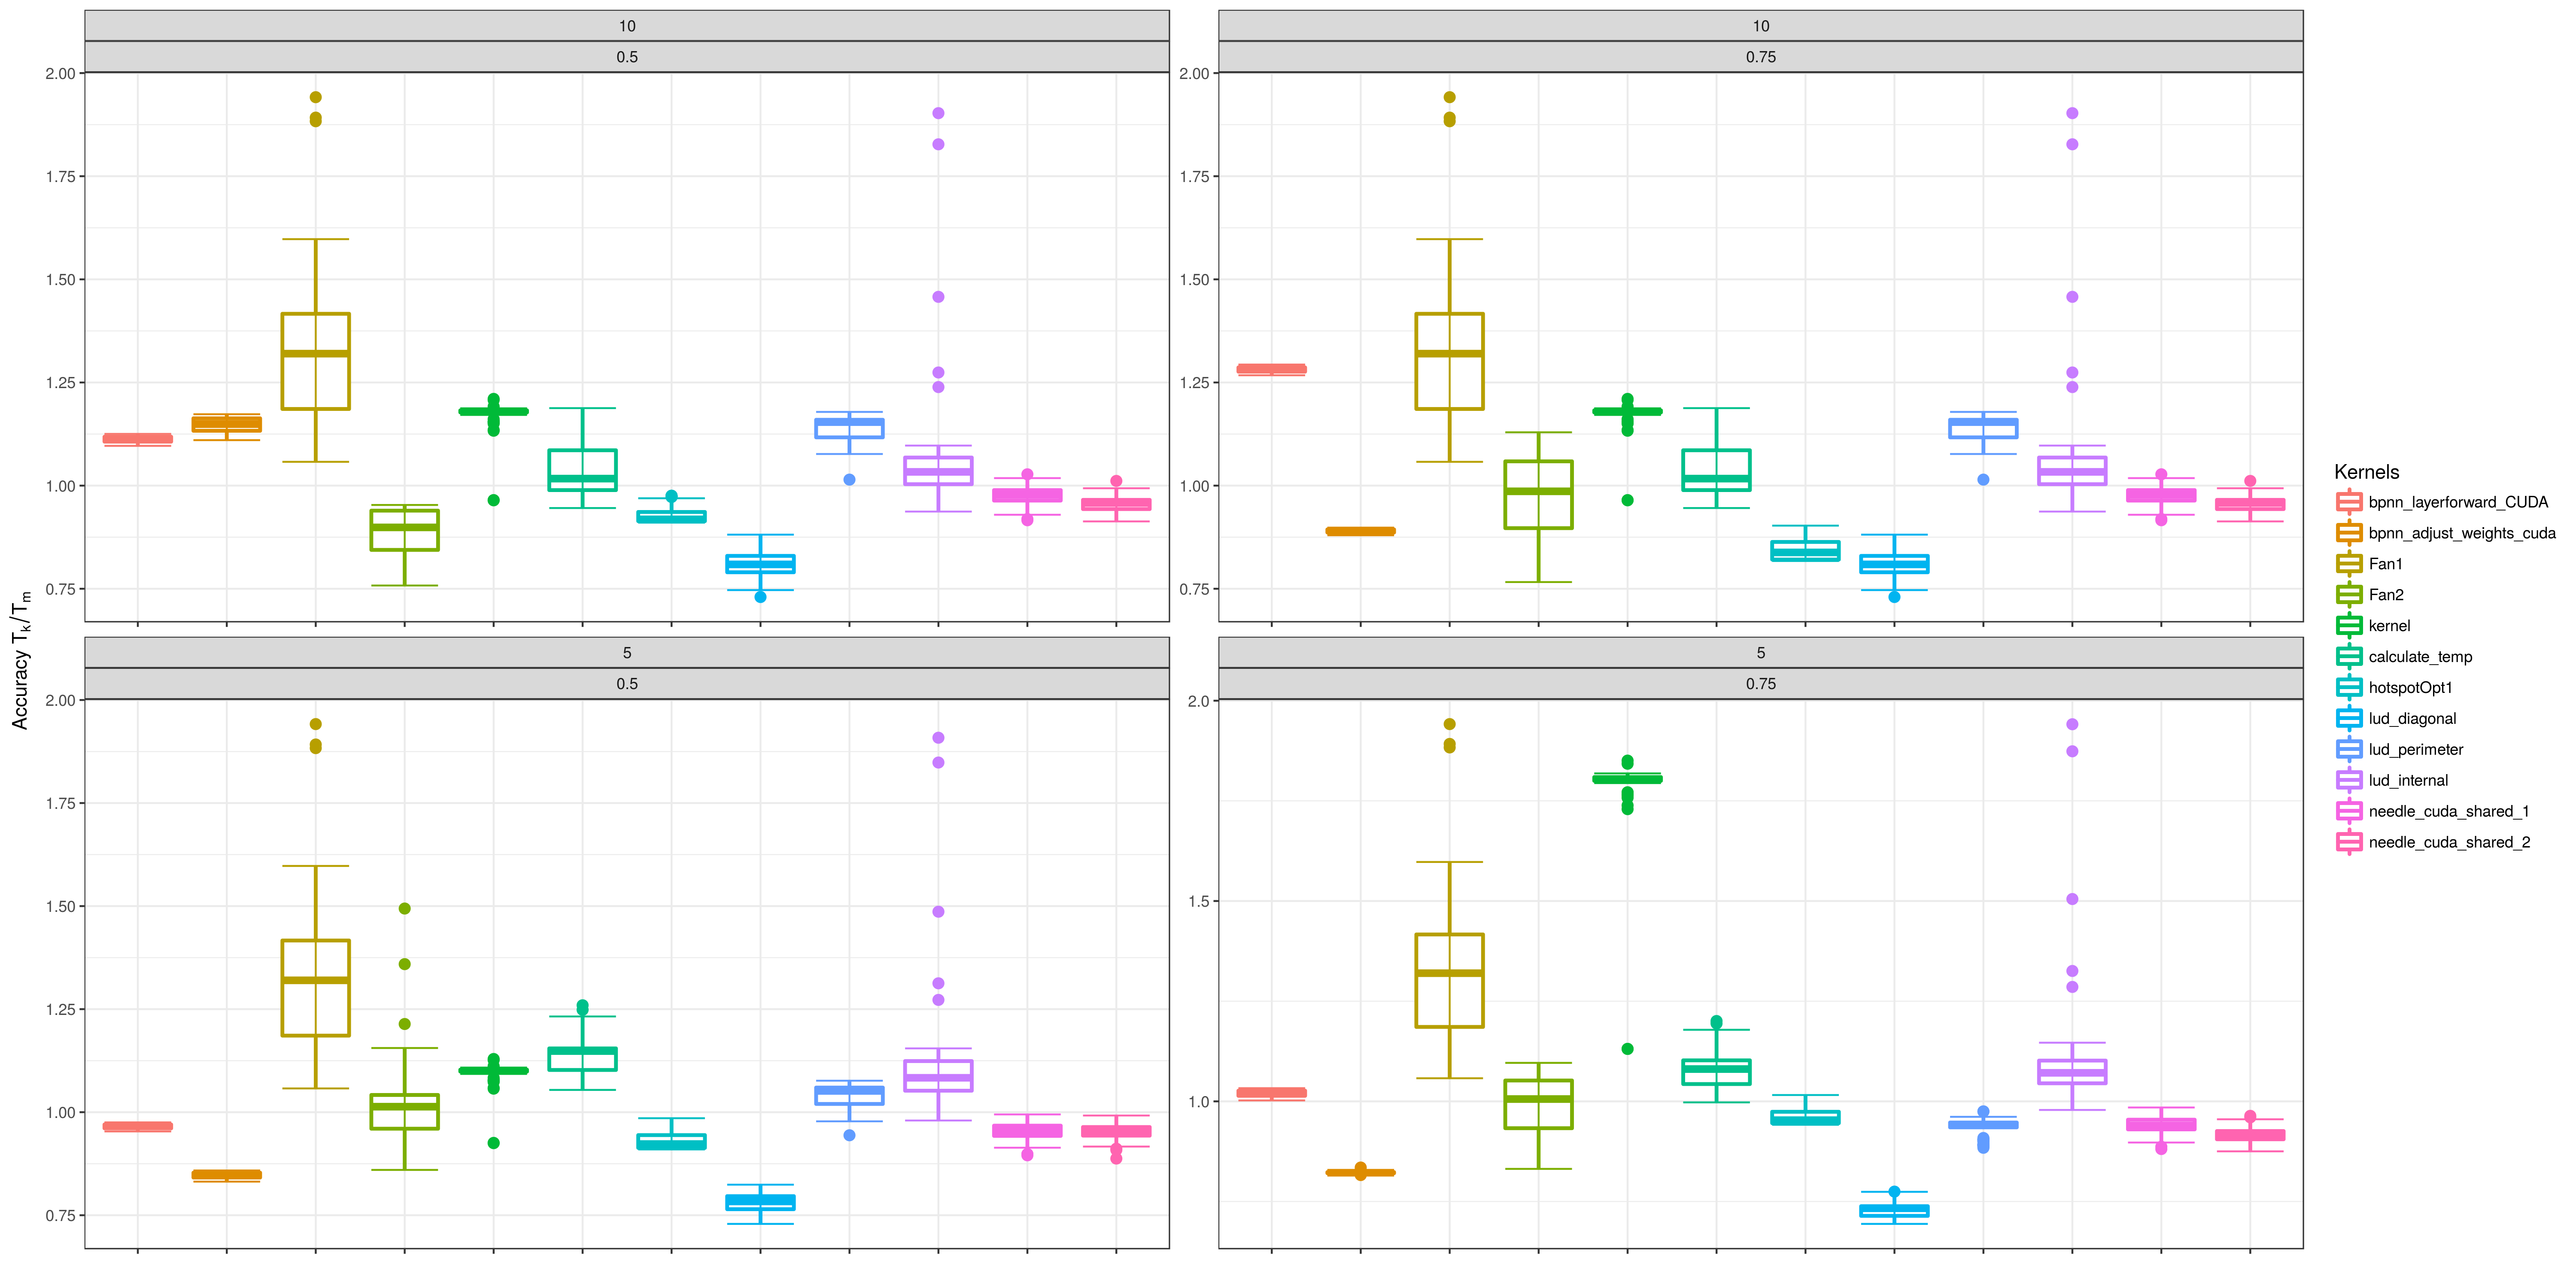 10
0.5
2.00
1.75
1.50
1.25
1.00
0.75
10
0.75
2.00
1.75
1.50
1.25
1.00
0.75
Accuracy Tk/Tm
5
0.5
2.00
1.75
1.50
1.25
1.00
0.75
5
0.75
2.0
1.5
1.0
Kernels
bpnn_layerforward_CUDA
bpnn_adjust_weights_cuda
Fan1
Fan2
kernel
calculate_temp
hotspotOpt1
lud_diagonal
lud_perimeter
lud_internal
needle_cuda_shared_1
needle_cuda_shared_2